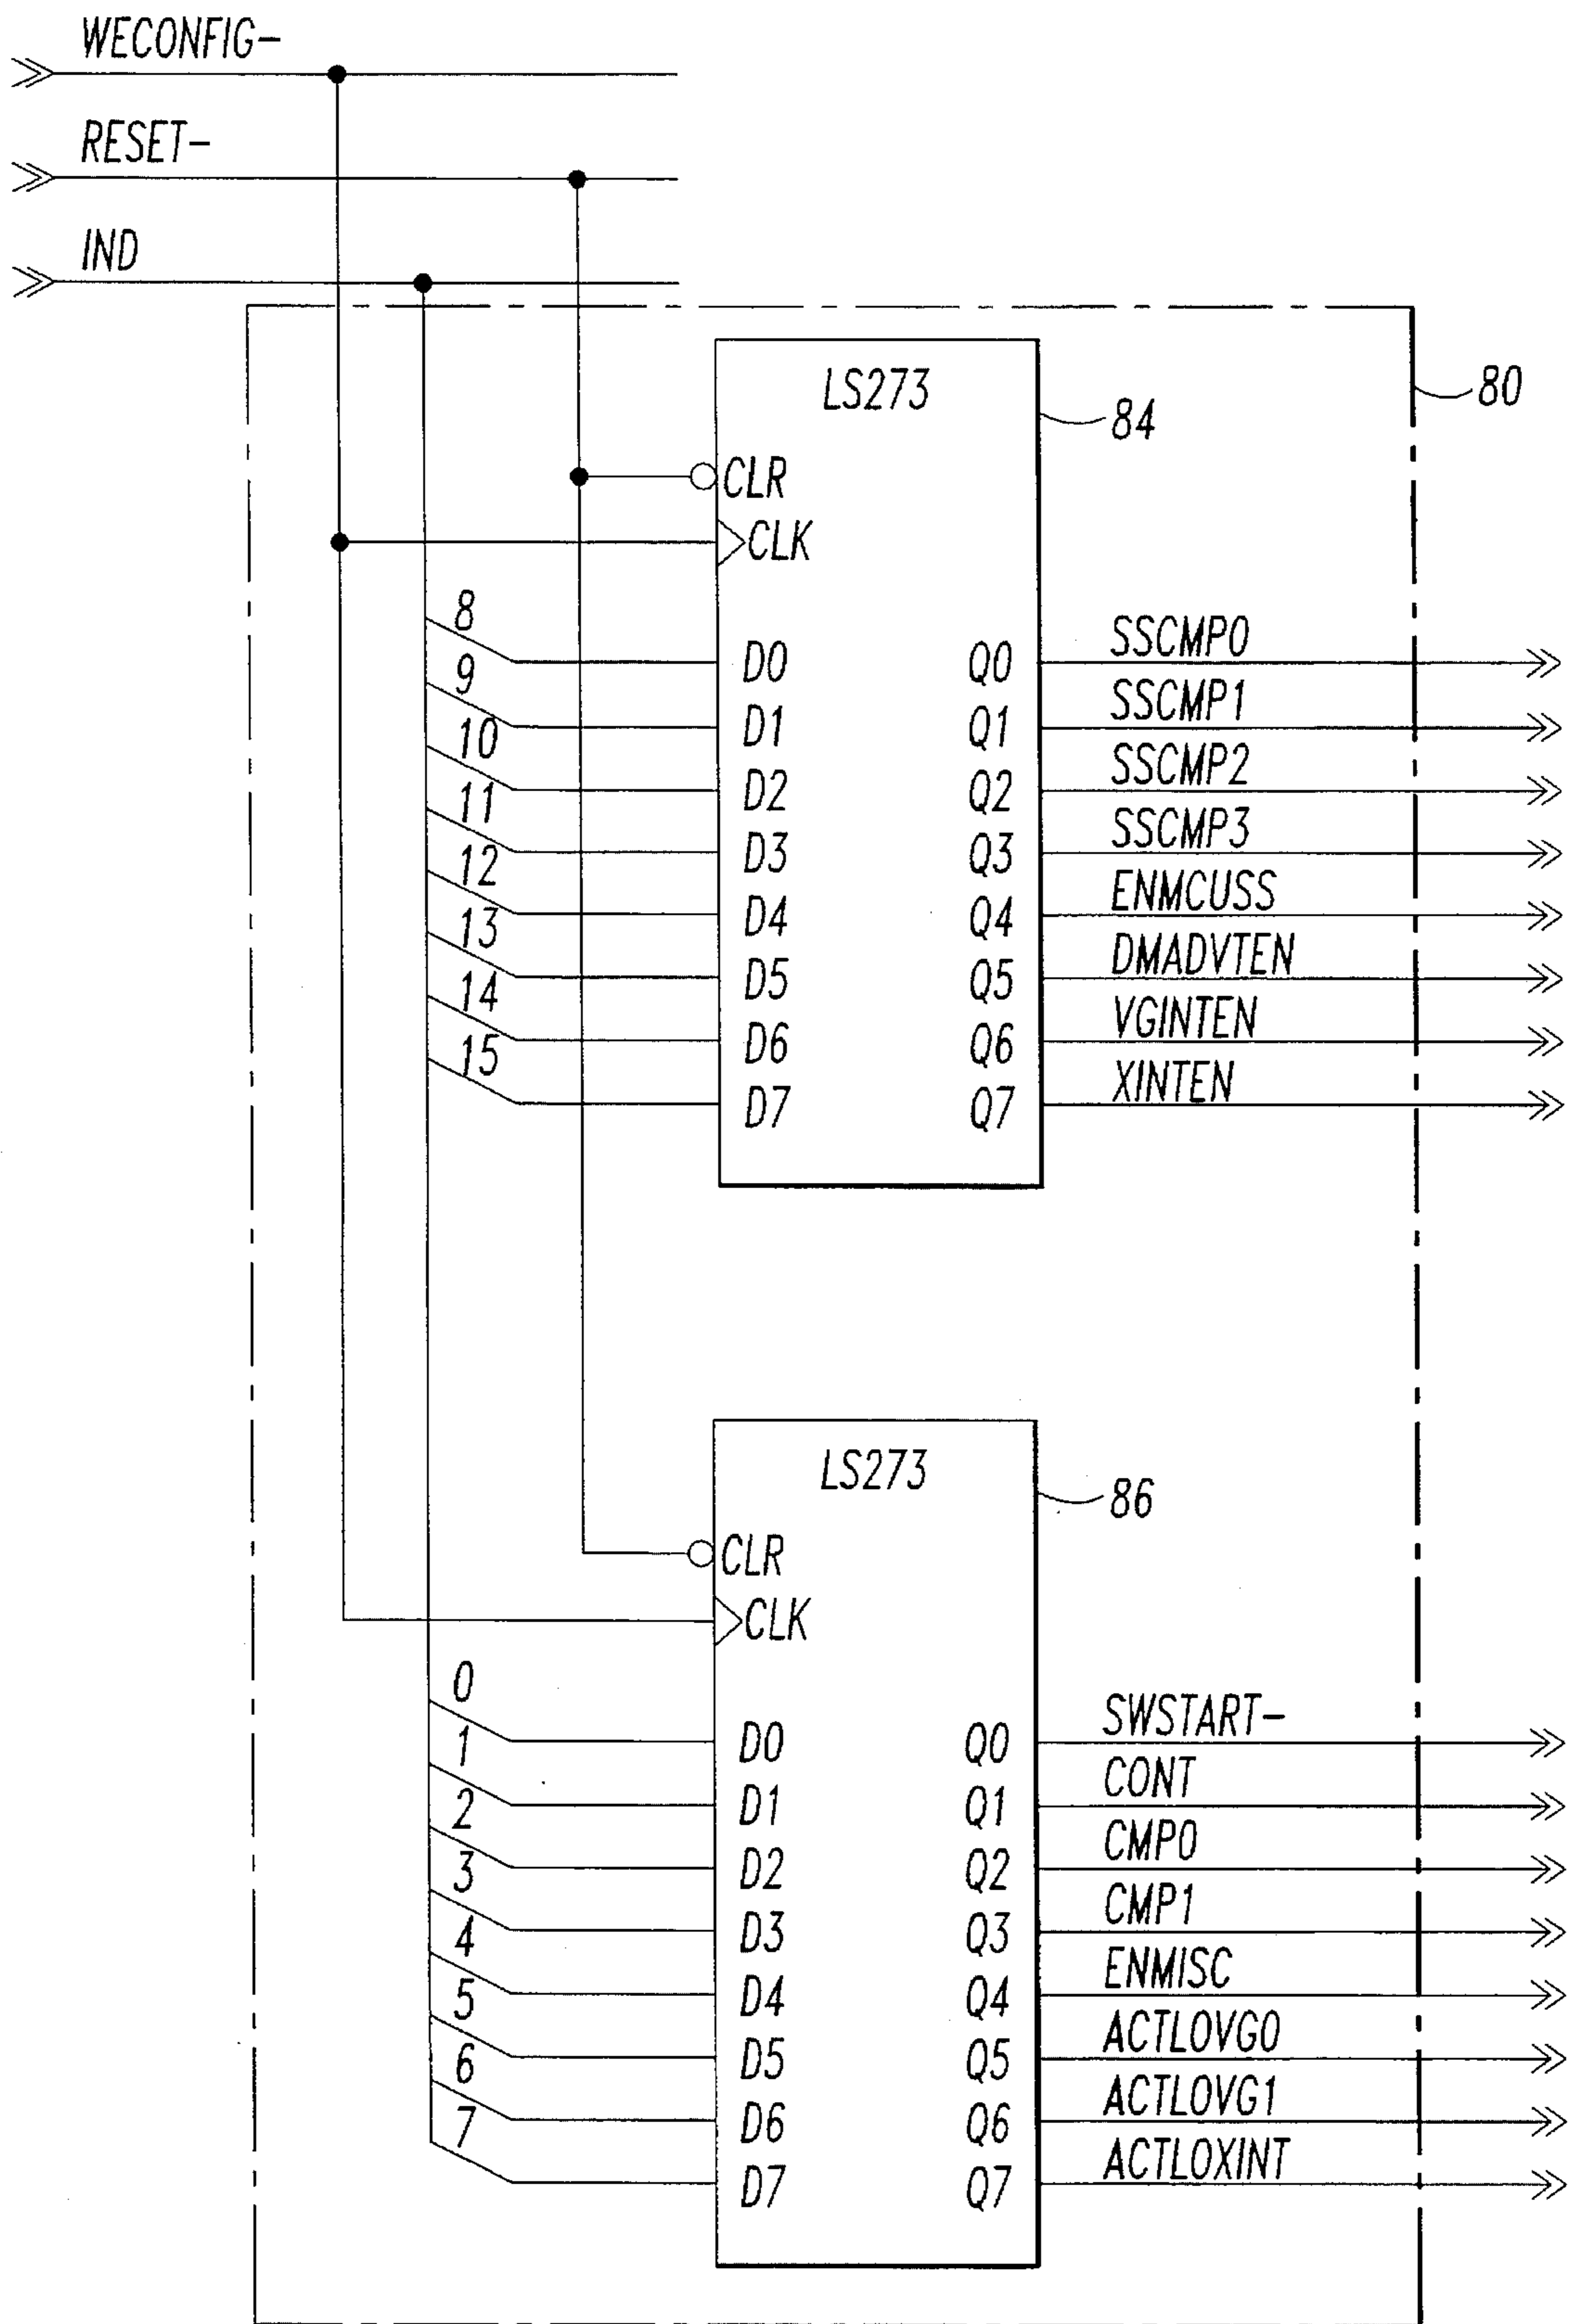 WECONFIG-
RESET-
IND
80
LS273
84
CLR
CLK
8
D0 Q0 SSCMP0
9
D1 Q1 SSCMP1
10
D2 Q2 SSCMP2
11
D3 Q3 SSCMP3
12
D4 Q4 ENMCUSS
13
D5 Q5 DMADVTEN
14
D6 Q6 VGINTEN
15
D7 Q7 XINTEN
LS273
86
CLR
CLK
0
D0 Q0 SWSTART-
1
D1 Q1 CONT
2
D2 Q2 CMP0
3
D3 Q3 CMP1
4
D4 Q4 ENMISC
5
D5 Q5 ACTLOVG0
6
D6 Q6 ACTLOVG1
7
D7 Q7 ACTLOXINT